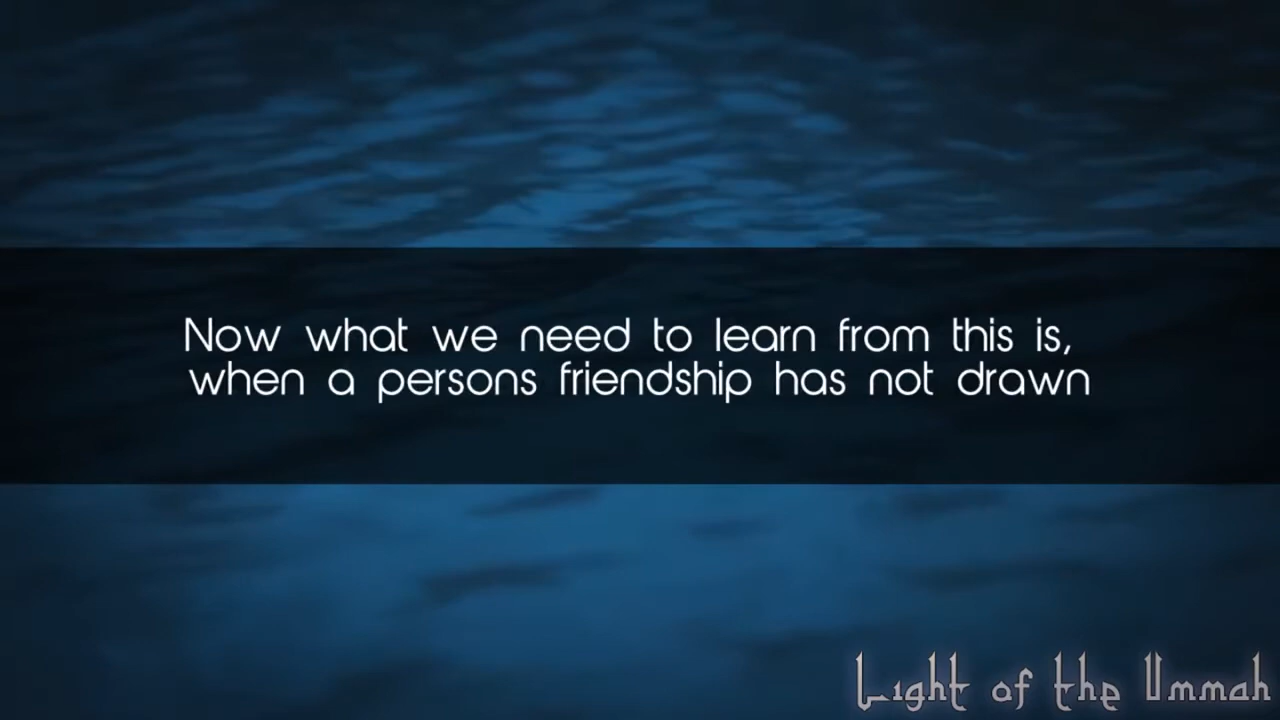 Now what we need to learn from this is,
when a persons friendship has not drawn
Light of the Ummah